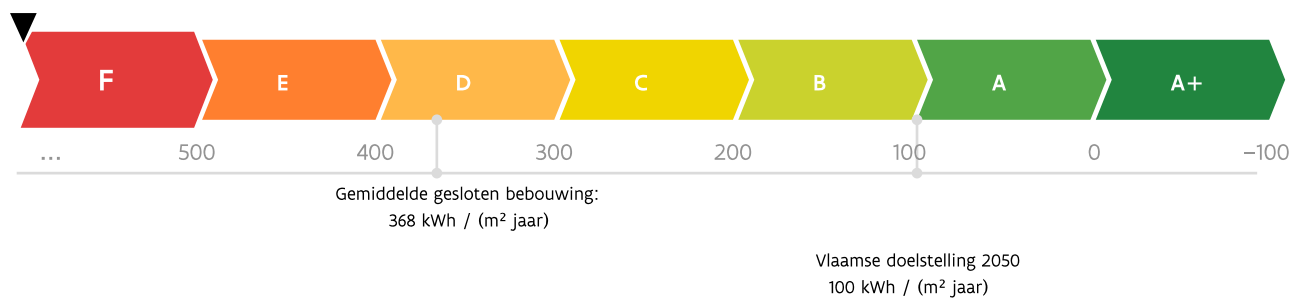 F E D C B A A+
... 500 400 300 200 100 0 –100
Gemiddelde gesloten bebouwing:
368 kWh / (m² jaar)
Vlaamse doelstelling 2050
100 kWh / (m² jaar)